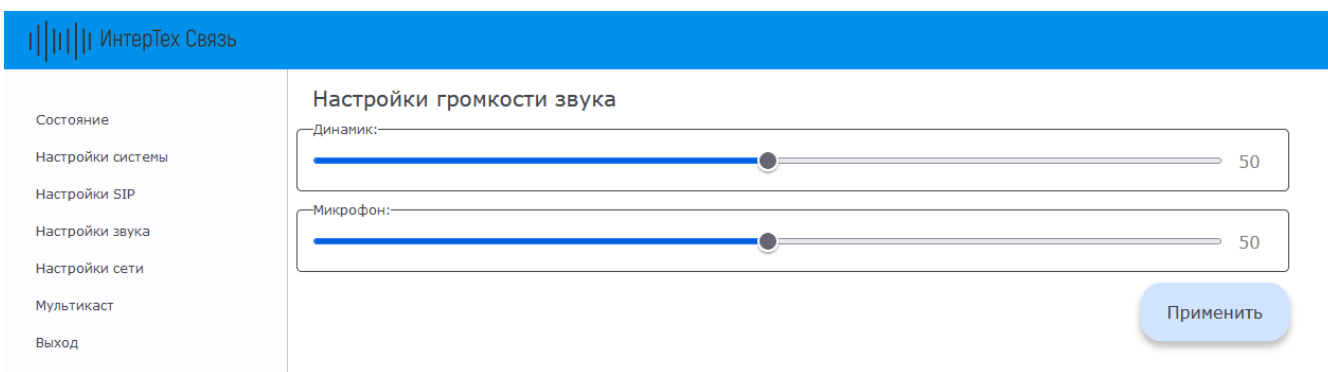 ИнтерТех Связь
Состояние
Настройки системы
Настройки SIP
Настройки звука
Настройки сети
Мультикаст
Выход
Настройки громкости звука
Динамик:
50
Микрофон:
50
Применить